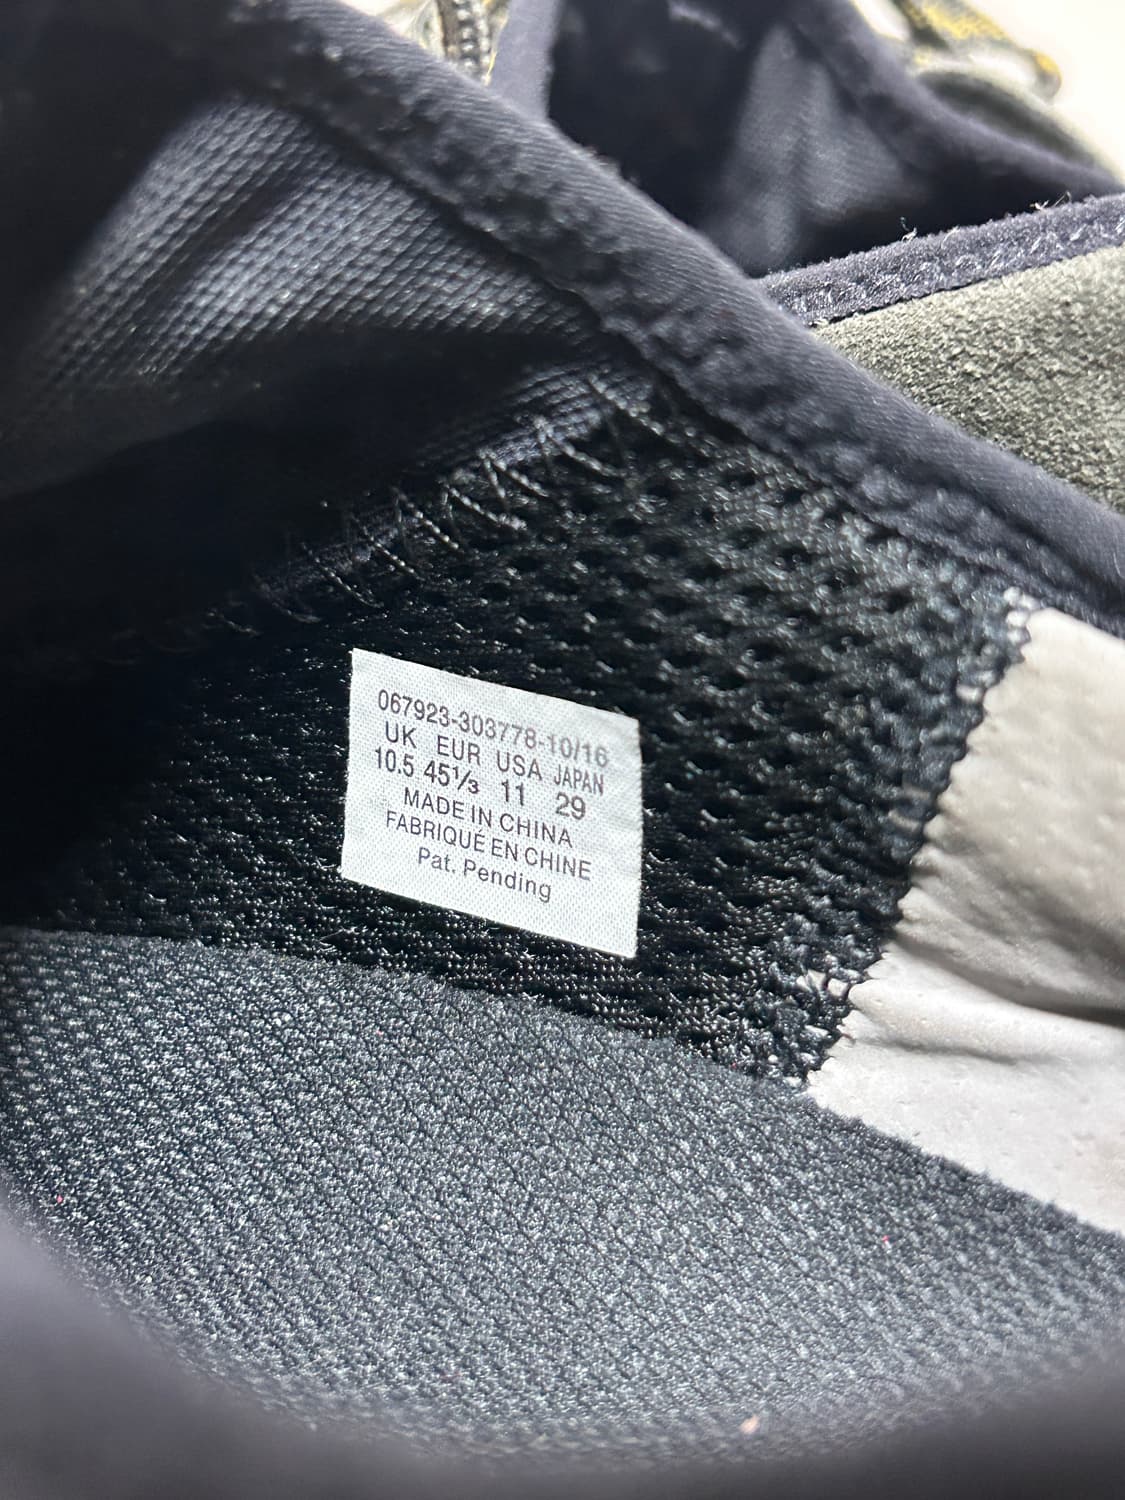 067923-303778-10/16
UK EUR USA JAPAN
10.5 45⅓ 11 29
MADE IN CHINA
FABRIQUÉ EN CHINE
Pat. Pending